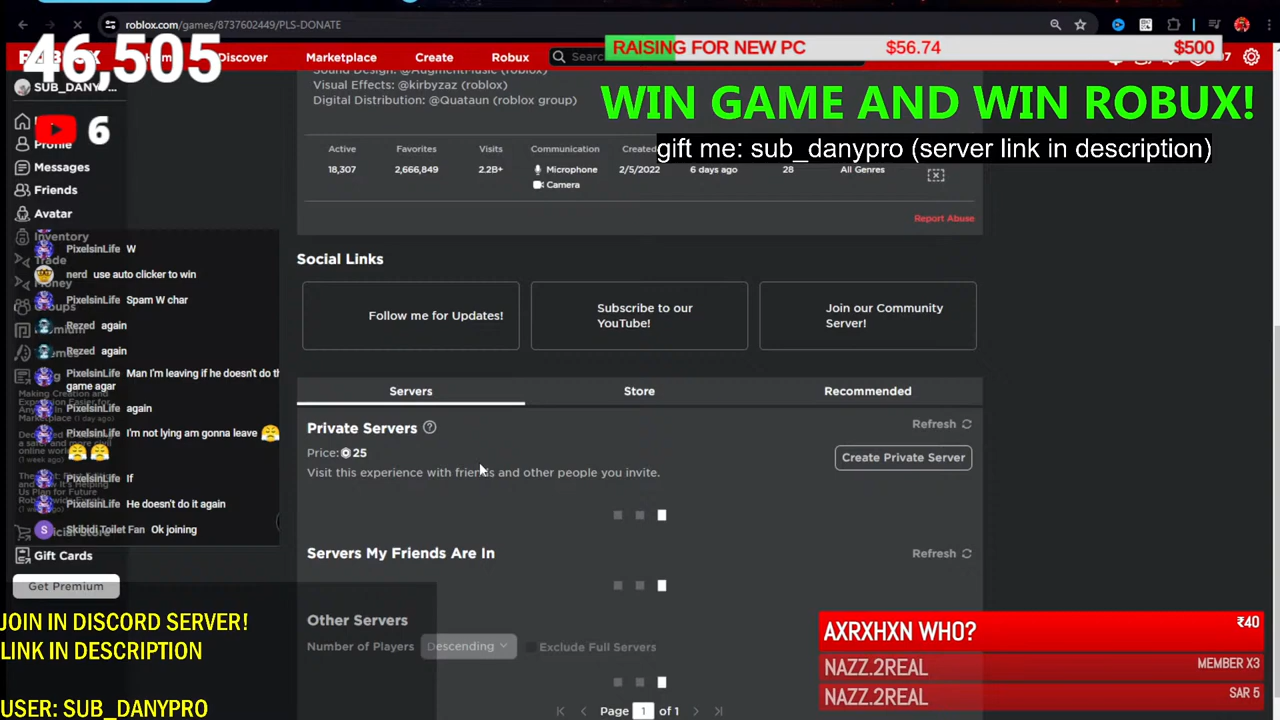 roblox.com/games/8737602449/PLS-DONATE
46,505
Discover
Marketplace
Create
Robux
RAISING FOR NEW PC $56.74 $500
SUB_DANYP...
WIN GAME AND WIN ROBUX!
gift me: sub_danypro (server link in description)
6
Profile
Messages
Friends
Avatar
Inventory
Trade
Visual Effects: @kirbyzaz (roblox)
Digital Distribution: @Quataun (roblox group)
Active Favorites Visits Communication Created
18,307 2,666,849 2.2B+ Microphone 2/5/2022 6 days ago 28 All Genres
Camera
Report Abuse
PixelsinLife W
nerd use auto clicker to win
PixelsinLife Spam W char
Rezed again
Rezed again
PixelsinLife Man I'm leaving if he doesn't do th
game agar
PixelsinLife again
PixelsinLife I'm not lying am gonna leave 😤
😤 😤
PixelsinLife If
PixelsinLife He doesn't do it again
S Skibidi Toilet Fan Ok joining
Gift Cards
Get Premium
Social Links
Follow me for Updates!
Subscribe to our
YouTube!
Join our Community
Server!
Servers Store Recommended
Private Servers ?
Refresh
Price: 25
Create Private Server
Visit this experience with friends and other people you invite.
Servers My Friends Are In
Refresh
Other Servers
Number of Players Descending Exclude Full Servers
Page 1 of 1
JOIN IN DISCORD SERVER!
LINK IN DESCRIPTION
USER: SUB_DANYPRO
AXRXHXN WHO? ₹40
NAZZ.2REAL MEMBER X3
NAZZ.2REAL SAR 5